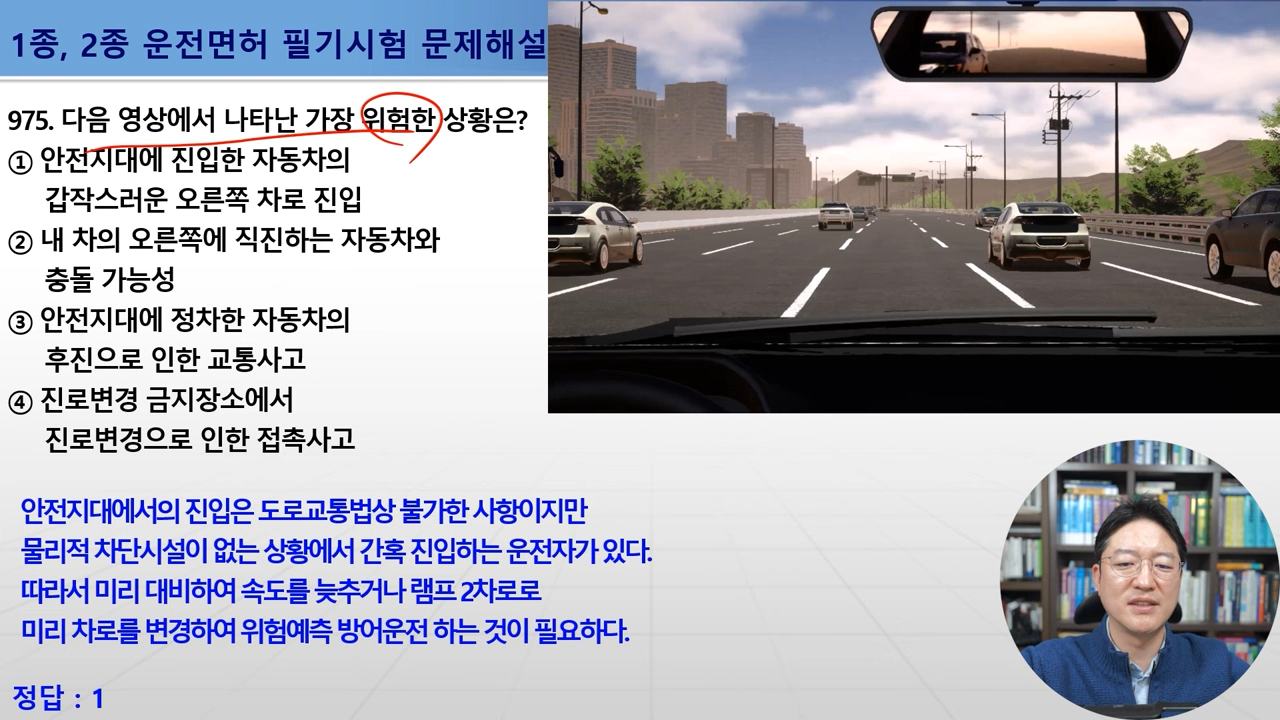 1종, 2종 운전면허 필기시험 문제해설
975. 다음 영상에서 나타난 가장 위험한 상황은?
① 안전지대에 진입한 자동차의
갑작스러운 오른쪽 차로 진입
② 내 차의 오른쪽에 직진하는 자동차와
충돌 가능성
③ 안전지대에 정차한 자동차의
후진으로 인한 교통사고
④ 진로변경 금지장소에서
진로변경으로 인한 접촉사고
안전지대에서의 진입은 도로교통법상 불가한 사항이지만
물리적 차단시설이 없는 상황에서 간혹 진입하는 운전자가 있다.
따라서 미리 대비하여 속도를 늦추거나 램프 2차로로
미리 차로를 변경하여 위험예측 방어운전 하는 것이 필요하다.
정답 : 1